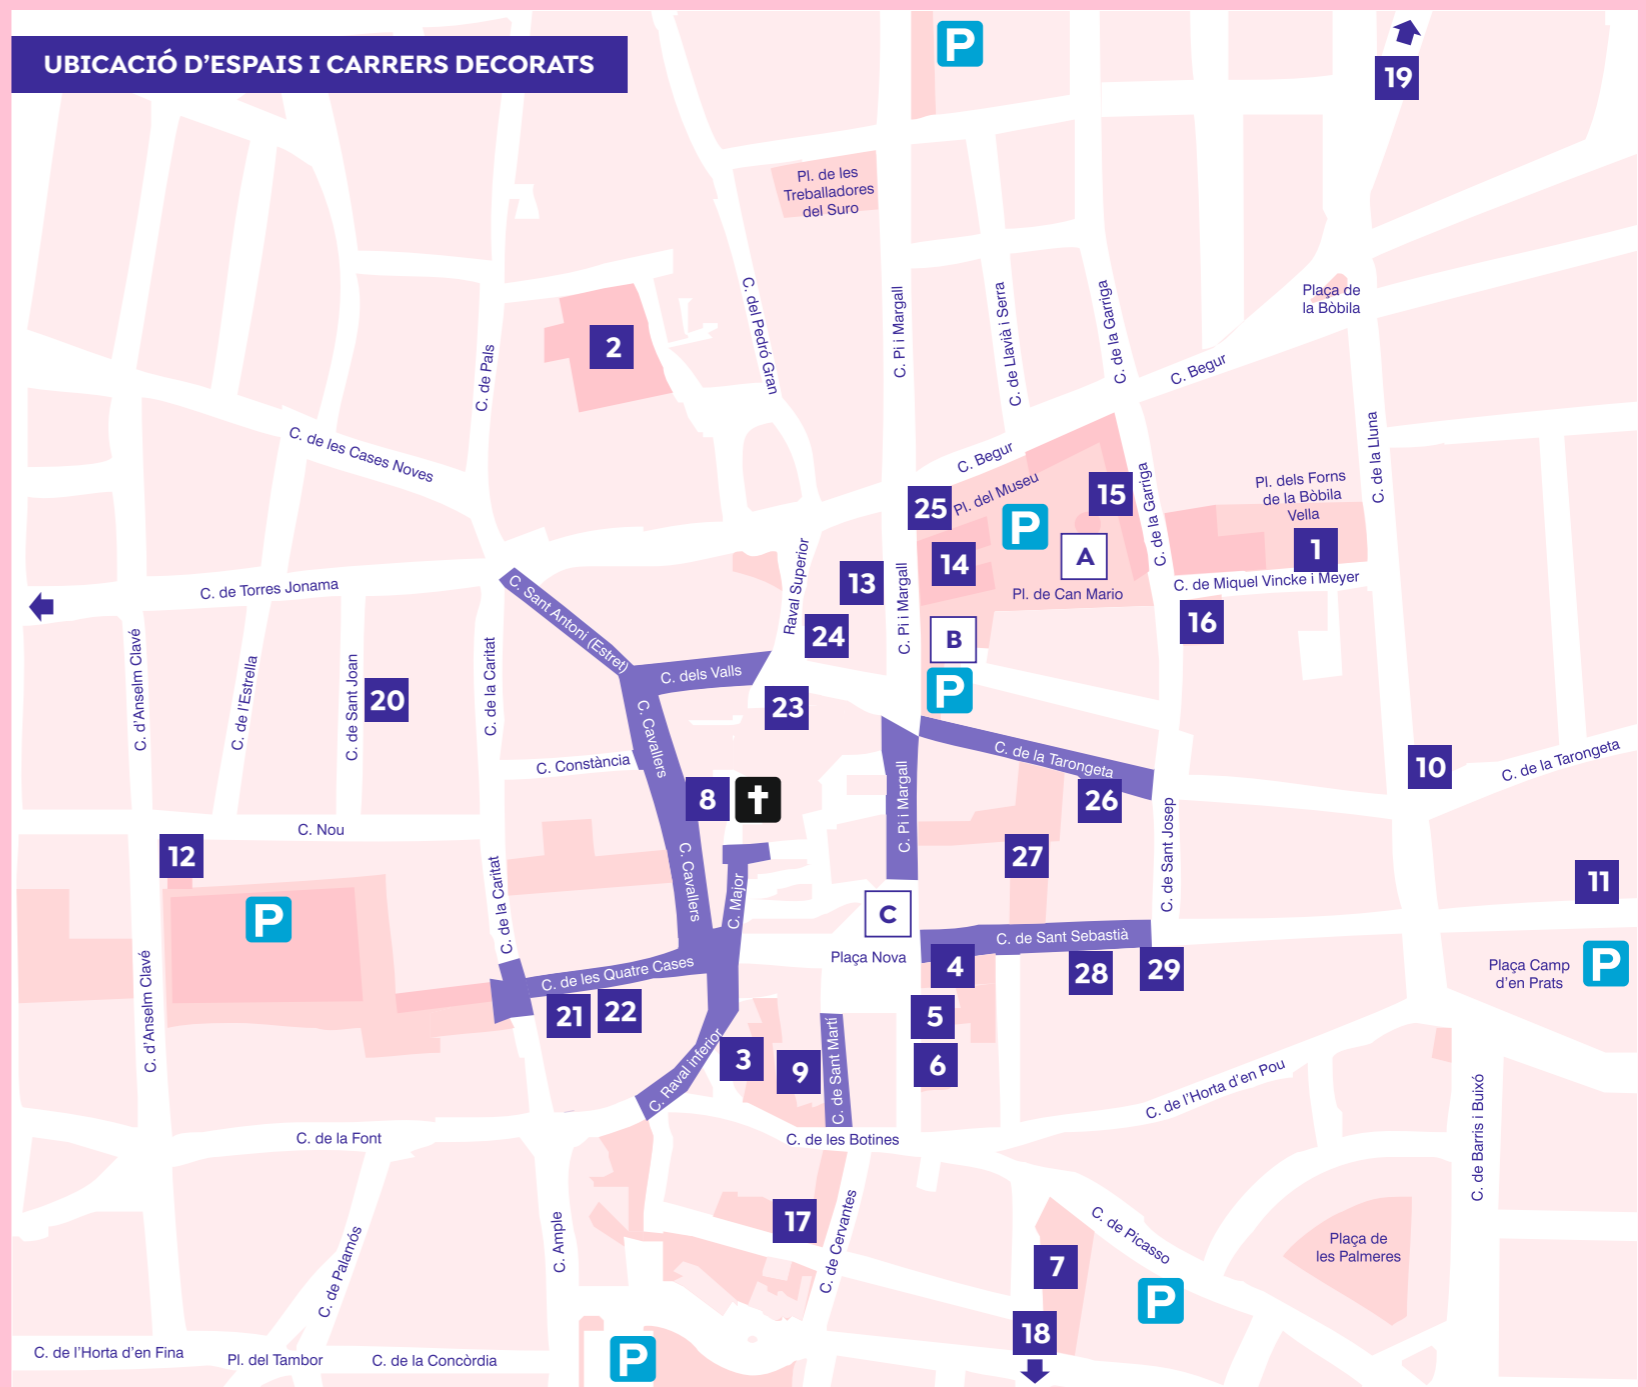 P
UBICACIÓ D'ESPAIS I CARRERS DECORATS
19
Pl. de les
Treballadores
del Suro
Plaça de
la Bòbila
C. del Pedró Gran
C. Pi i Margall
C. de Llavià i Serra
C. de la Garriga
2
C. de Pals
C. Begur
C. de les Cases Noves
C. de la Lluna
C. Begur
Pl. del Museu
25
15
P
C. de la Garriga
Pl. dels Forns
de la Bòbila
Vella
1
A
14
13
C. de Miquel Vincke i Meyer
C. de Torres Jonama
C. Sant Antoni (Estret)
Raval Superior
C. Pi i Margall
Pl. de Can Mario
16
24
B
C. d'Anselm Clavé
C. de l'Estrella
C. de Sant Joan
20
C. de la Caritat
C. dels Valls
P
23
C. Cavallers
C. Constància
C. de la Tarongeta
10
C. de la Tarongeta
8
26
C. Pi i Margall
C. de Sant Josep
C. Nou
12
27
11
C. Cavallers
C. Major
C. de la Caritat
P
C
C. de Sant Sebastià
Plaça Nova
4
28
29
Plaça Camp
d'en Prats
P
C. de les Quatre Cases
21
22
5
C. d'Anselm Clavé
C. Raval inferior
3
9
C. de Sant Martí
6
C. de l'Horta d'en Pou
C. de Barris i Buixó
C. de la Font
C. de les Botines
17
C. de Cervantes
C. Ample
C. de Palamós
C. de Picasso
Plaça de
les Palmeres
7
P
18
C. de l'Horta d'en Fina
Pl. del Tambor
C. de la Concòrdia
P